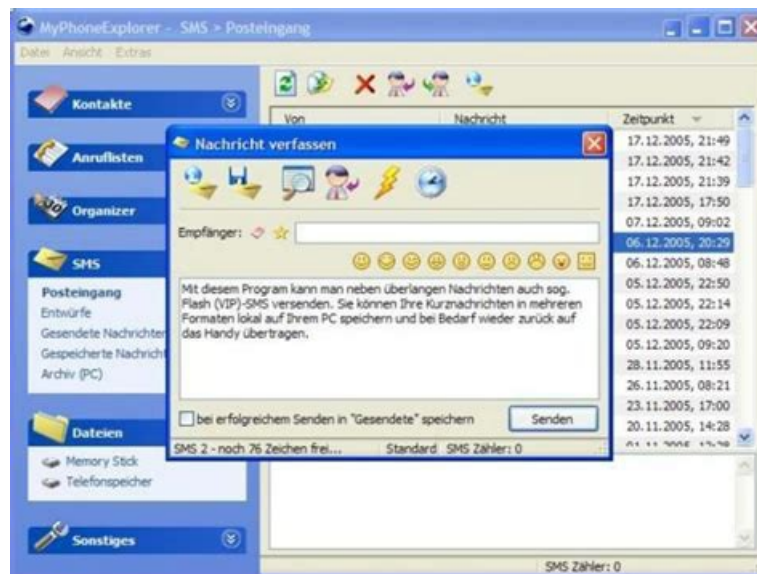 MyPhoneExplorer - SMS > Posteingang
Datei Ansicht Extras
Kontakte
Anruflisten
Organizer
SMS
Posteingang
Entwürfe
Gesendete Nachrichten
Gespeicherte Nachricht
Archiv (PC)
Dateien
Memory Stick
Telefonspeicher
Sonstiges
Von Nachricht Zeitpunkt
17.12.2005, 21:49
17.12.2005, 21:42
17.12.2005, 21:39
17.12.2005, 17:50
07.12.2005, 09:02
06.12.2005, 20:29
06.12.2005, 08:48
05.12.2005, 22:50
05.12.2005, 22:14
05.12.2005, 22:09
05.12.2005, 09:20
28.11.2005, 11:55
26.11.2005, 08:21
23.11.2005, 17:00
20.11.2005, 14:28
Nachricht verfassen
Empfänger:
Mit diesem Program kann man neben überlangen Nachrichten auch sog.
Flash (VIP)-SMS versenden. Sie können Ihre Kurznachrichten in mehreren
Formaten lokal auf Ihrem PC speichern und bei Bedarf wieder zurück auf
das Handy übertragen.
bei erfolgreichem Senden in "Gesendete" speichern
Senden
SMS 2 - noch 76 Zeichen frei... Standard SMS Zähler: 0
SMS Zähler: 0